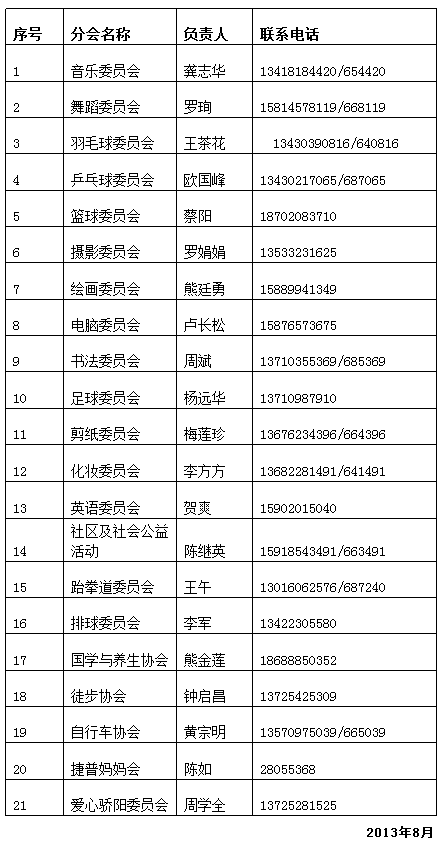 序号 分会名称 负责人 联系电话
1 音乐委员会 龚志华 13418184420/654420
2 舞蹈委员会 罗珣 15814578119/668119
3 羽毛球委员会 王茶花 13430390816/640816
4 乒乓球委员会 欧国峰 13430217065/687065
5 篮球委员会 蔡阳 18702083710
6 摄影委员会 罗娟娟 13533231625
7 绘画委员会 熊廷勇 15889941349
8 电脑委员会 卢长松 15876573675
9 书法委员会 周斌 13710355369/685369
10 足球委员会 杨远华 13710987910
11 剪纸委员会 梅莲珍 13676234396/664396
12 化妆委员会 李方方 13682281491/641491
13 英语委员会 贺爽 15902015040
社区及社会公益
14 活动 陈继英 15918543491/663491
15 跆拳道委员会 王午 13016062576/687240
16 排球委员会 李军 13422305580
17 国学与养生协会 熊金莲 18688850352
18 徒步协会 钟启昌 13725425309
19 自行车协会 黄宗明 13570975039/665039
20 捷普妈妈会 陈如 28055368
21 爱心骄阳委员会 周学全 13725281525
2013年8月